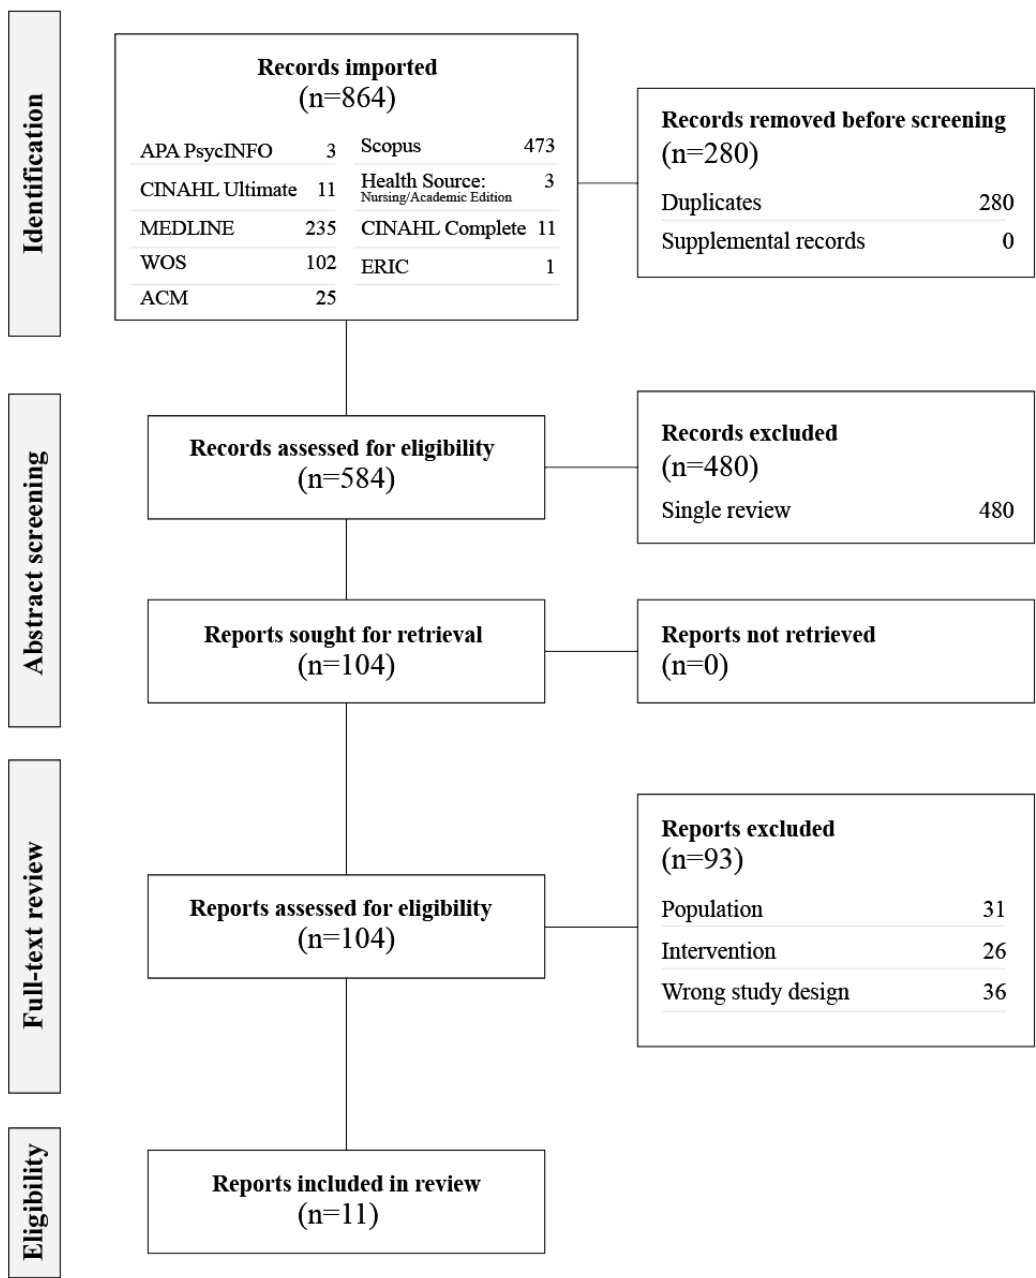 Identification
Records imported
(n=864)
APA PsycINFO 3
CINAHL Ultimate 11
MEDLINE 235
WOS 102
ACM 25
Scopus 473
Health Source: 3
Nursing/Academic Edition
CINAHL Complete 11
ERIC 1
Records removed before screening
(n=280)
Duplicates 280
Supplemental records 0
Abstract screening
Records assessed for eligibility
(n=584)
Records excluded
(n=480)
Single review 480
Reports sought for retrieval
(n=104)
Reports not retrieved
(n=0)
Full-text review
Reports assessed for eligibility
(n=104)
Reports excluded
(n=93)
Population 31
Intervention 26
Wrong study design 36
Eligibility
Reports included in review
(n=11)